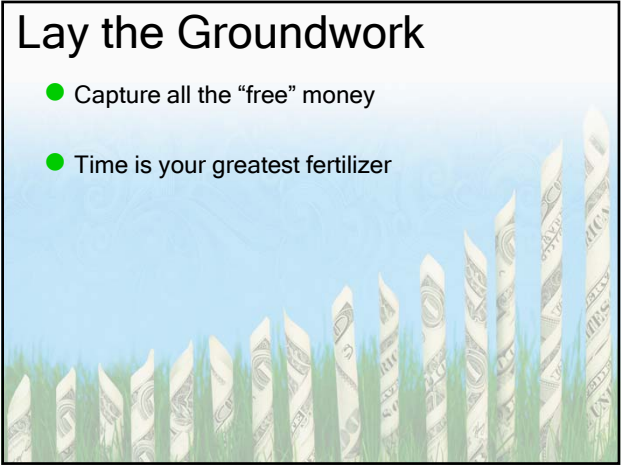 Lay the Groundwork
Capture all the “free” money
Time is your greatest fertilizer